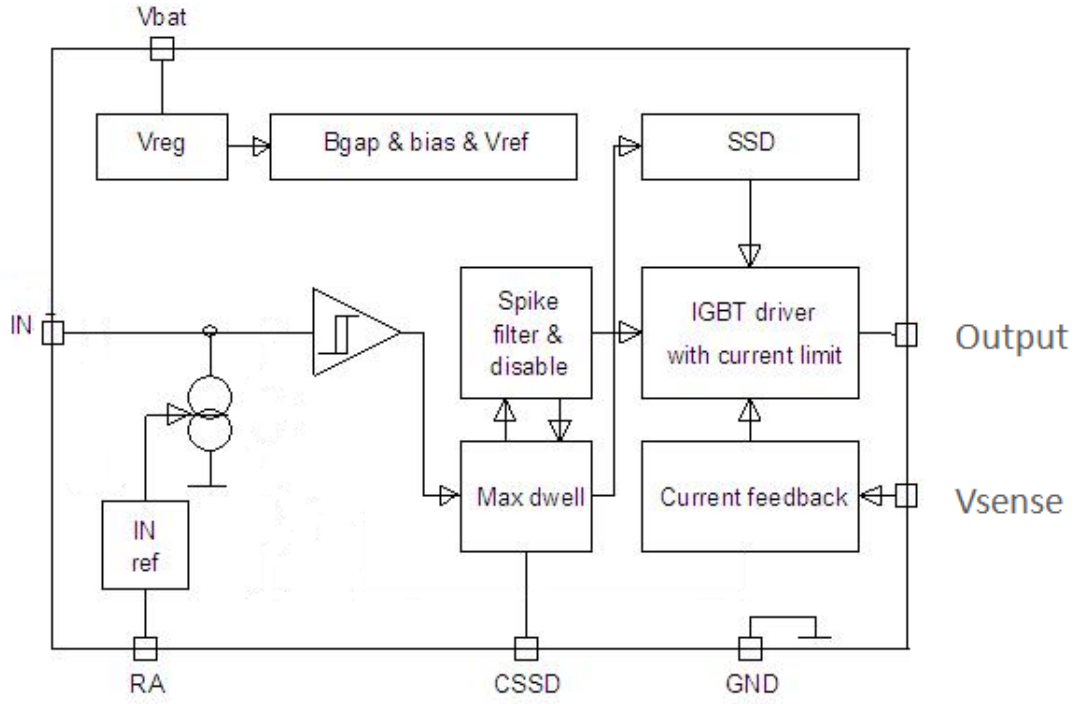 Vbat
Vreg
Bgap & bias & Vref
SSD
IN
Spike
filter &
disable
IGBT driver
with current limit
Output
IN
ref
Max dwell
Current feedback
Vsense
RA
CSSD
GND